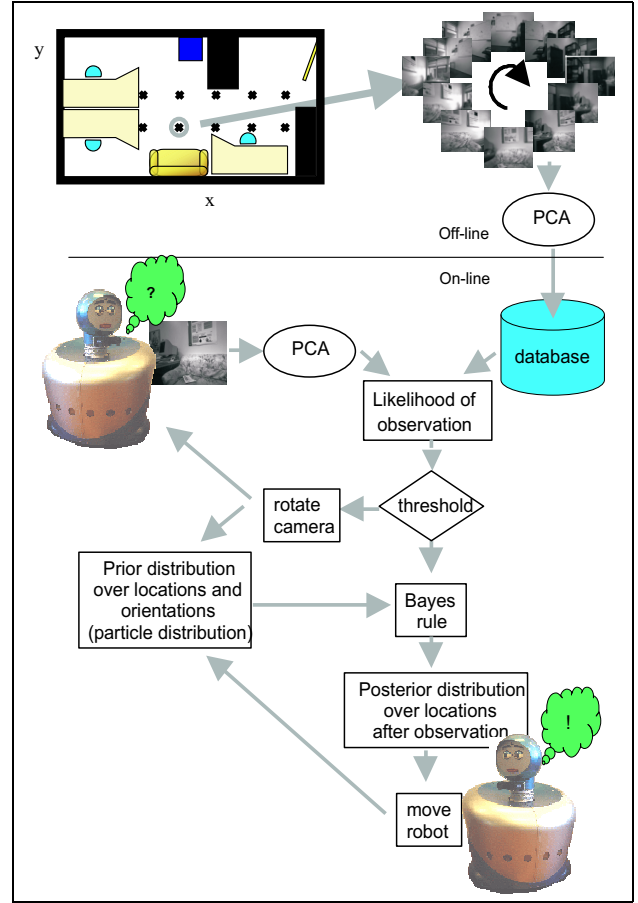 y
x
PCA
Off-line
On-line
?
PCA
database
Likelihood of
observation
threshold
rotate
camera
Prior distribution
over locations and
orientations
(particle distribution)
Bayes
rule
Posterior distribution
over locations
after observation
!
move
robot